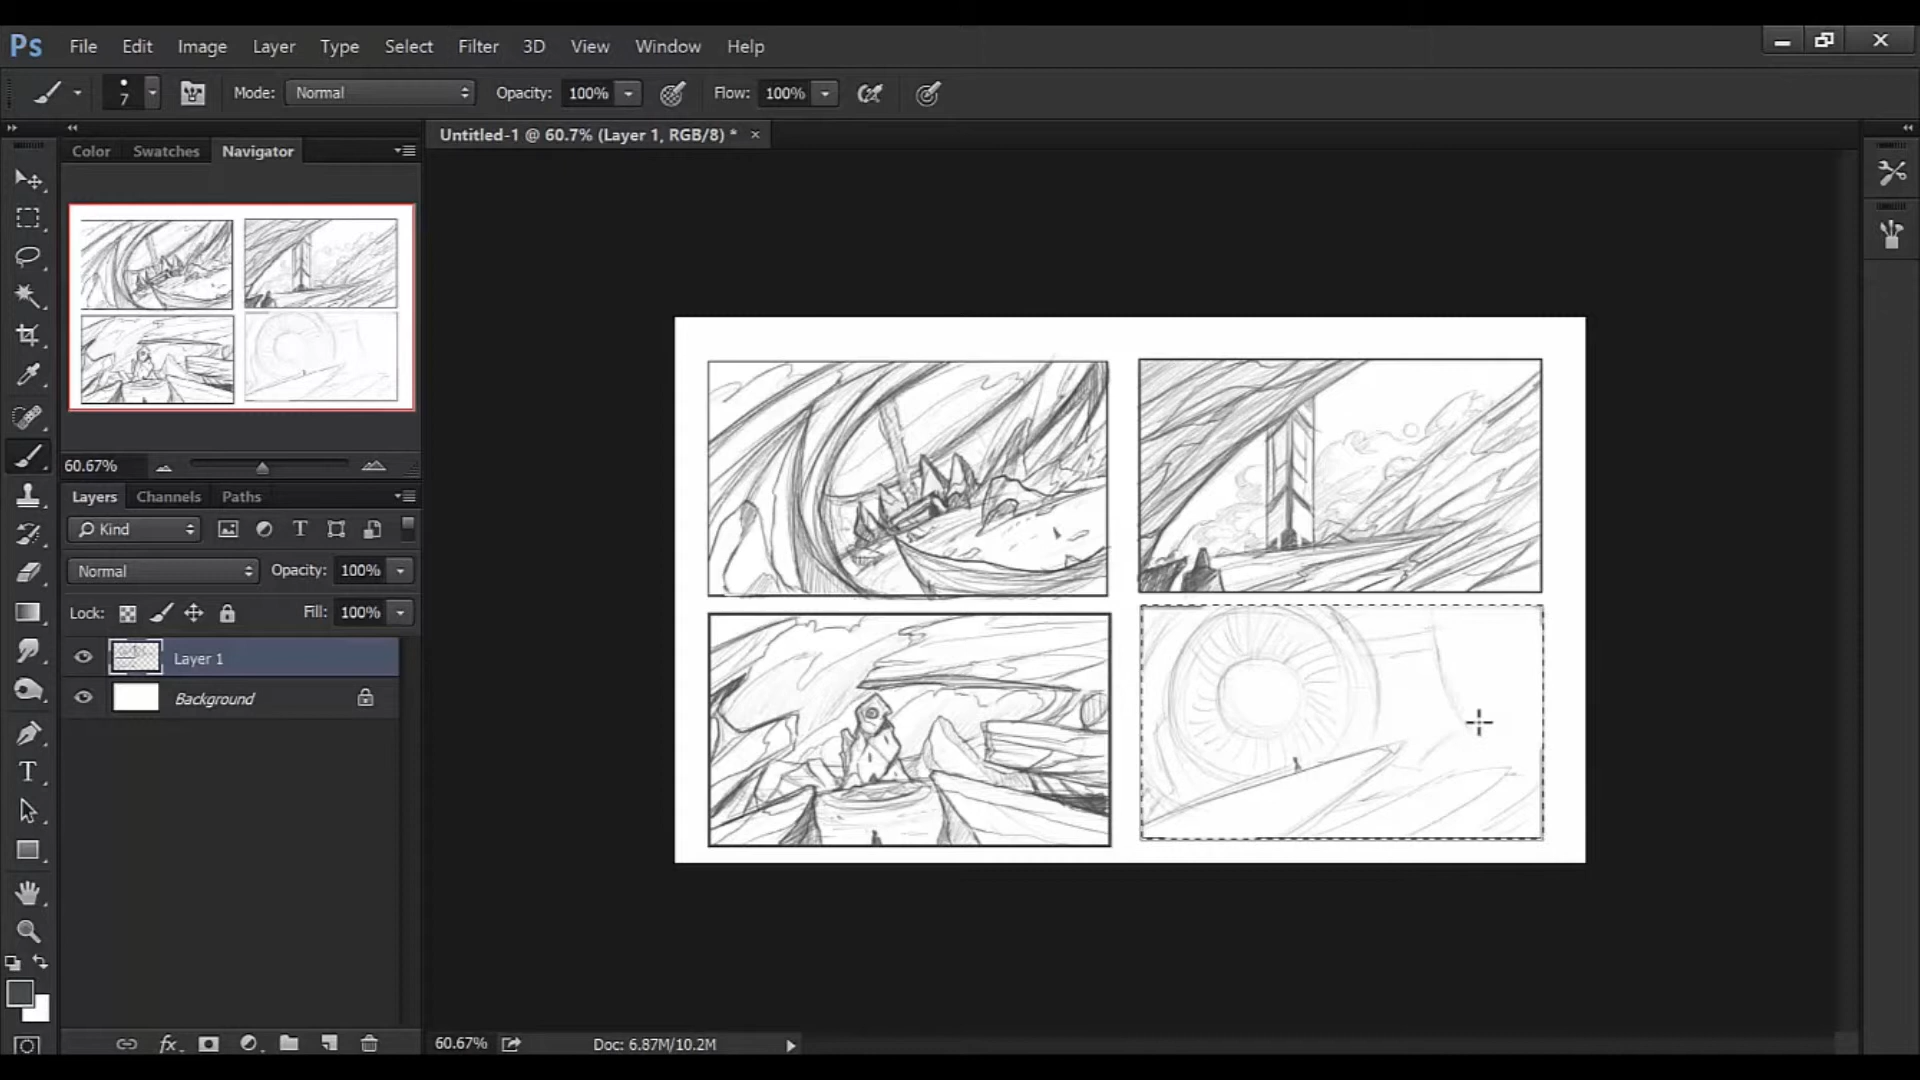 Ps File Edit Image Layer Type Select Filter 3D View Window Help
7 Mode: Normal Opacity: 100% Flow: 100%
Untitled-1 @ 60.7% (Layer 1, RGB/8) * ×
Color Swatches Navigator
60.67%
Layers Channels Paths
Kind
Normal Opacity: 100%
Lock: Fill: 100%
Layer 1
Background
fx
60.67% Doc: 6.87M/10.2M